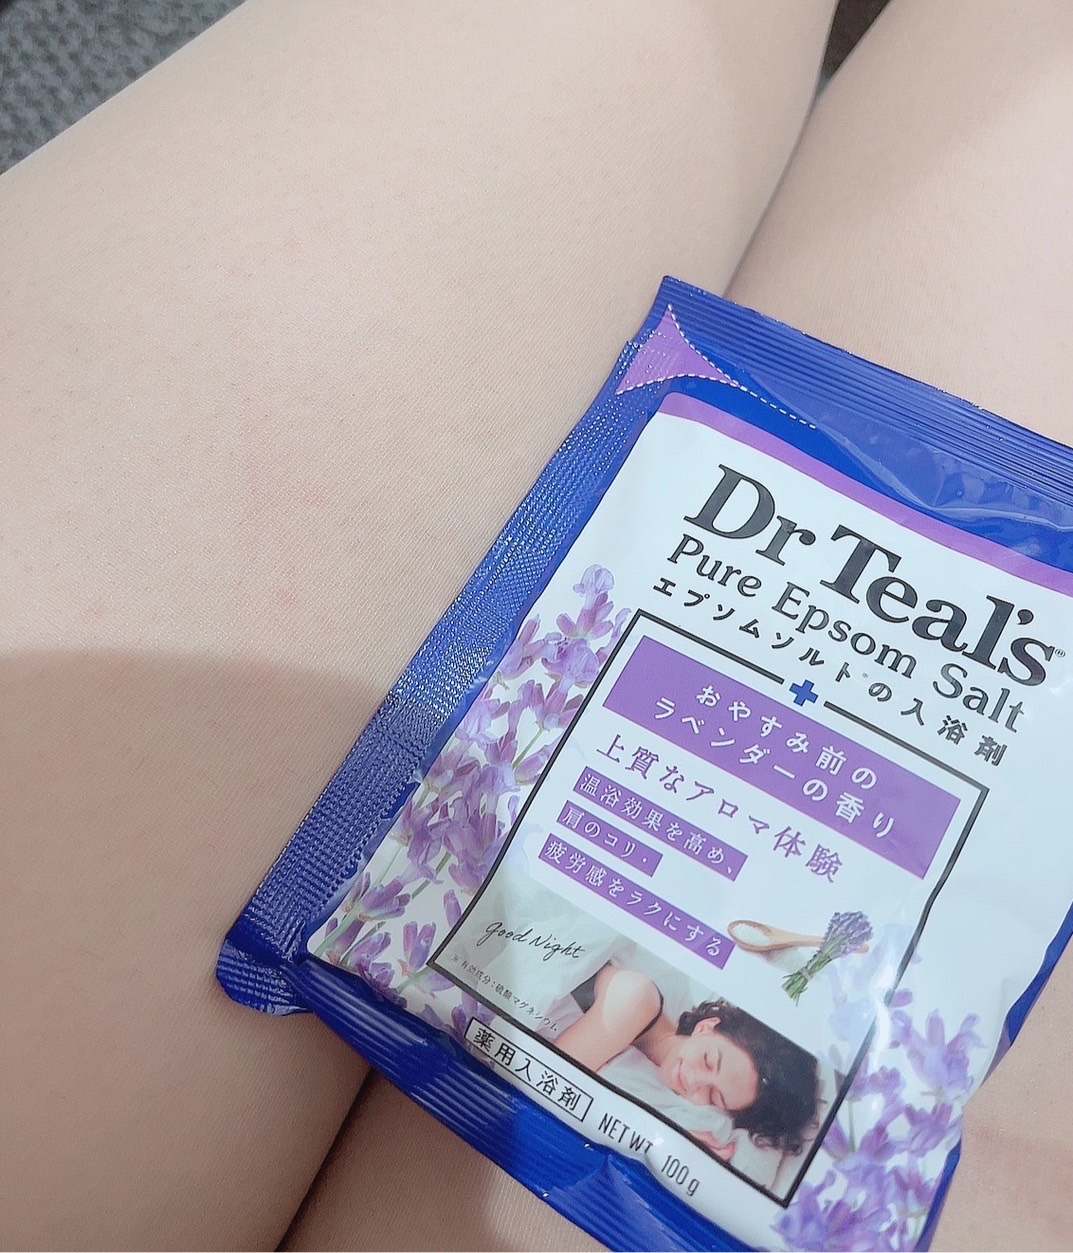 Dr Teal's®
Pure Epsom Salt
エプソムソルト®の入浴剤
おやすみ前の
ラベンダーの香り
上質なアロマ体験
温浴効果を高め、
肩のコリ・
疲労感をラクにする
good Night
※有効成分：硫酸マグネシウム
薬用入浴剤
NET WT 100g